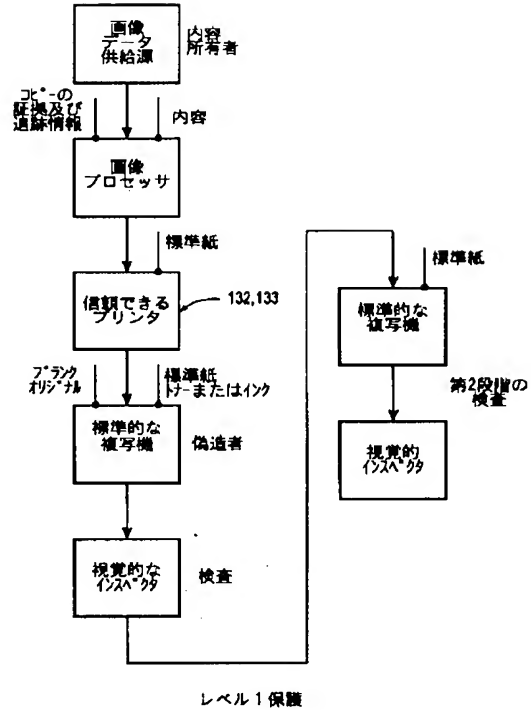 画像
データ
供給源
内容
所有者
コピーの
証拠及び
追跡情報
内容
画像
プロセッサ
標準紙
信頼できる
プリンタ
132,133
ブランク
オリジナル
標準紙
トナーまたはインク
標準的な
複写機
偽造者
視覚的な
インスペクタ
検査
標準紙
標準的な
複写機
第2段階の
検査
視覚的
インスペクタ
レベル1保護